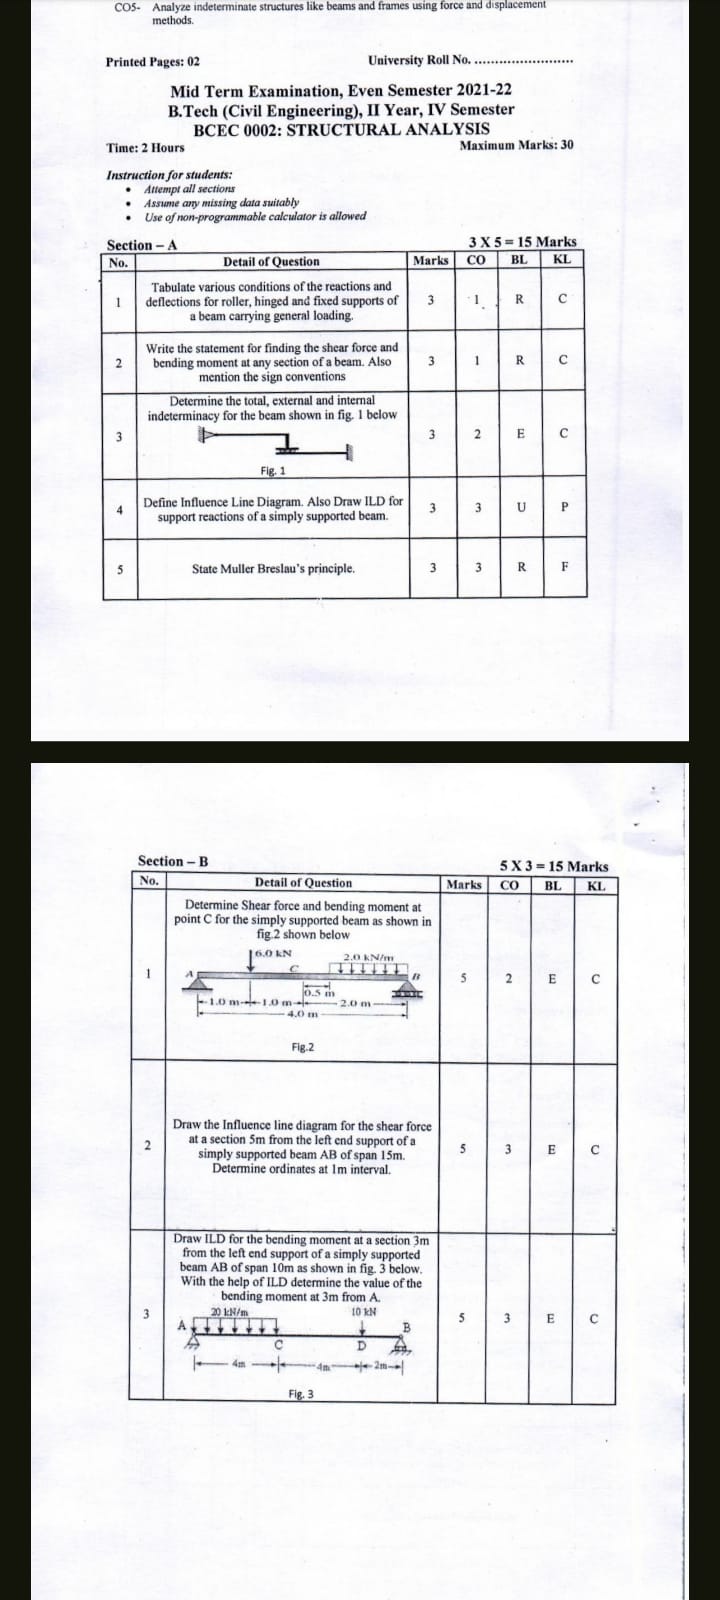 CO5- Analyze indeterminate structures like beams and frames using force and displacement
methods.
Printed Pages: 02 University Roll No. ........................
Mid Term Examination, Even Semester 2021-22
B.Tech (Civil Engineering), II Year, IV Semester
BCEC 0002: STRUCTURAL ANALYSIS
Time: 2 Hours Maximum Marks: 30
Instruction for students:
• Attempt all sections
• Assume any missing data suitably
• Use of non-programmable calculator is allowed
Section – A 3 X 5 = 15 Marks
No. Detail of Question Marks CO BL KL
Tabulate various conditions of the reactions and
1 deflections for roller, hinged and fixed supports of 3 1 R C
a beam carrying general loading.
Write the statement for finding the shear force and
2 bending moment at any section of a beam. Also 3 1 R C
mention the sign conventions
Determine the total, external and internal
indeterminacy for the beam shown in fig. 1 below
3 3 2 E C
Fig. 1
4 Define Influence Line Diagram. Also Draw ILD for 3 3 U P
support reactions of a simply supported beam.
5 State Muller Breslau's principle. 3 3 R F
Section – B 5 X 3 = 15 Marks
No. Detail of Question Marks CO BL KL
Determine Shear force and bending moment at
point C for the simply supported beam as shown in
fig.2 shown below
6.0 kN 2.0 kN/m
1 A C B 5 2 E C
0.5 m
1.0 m 1.0 m 2.0 m
4.0 m
Fig.2
Draw the Influence line diagram for the shear force
2 at a section 5m from the left end support of a 5 3 E C
simply supported beam AB of span 15m.
Determine ordinates at 1m interval.
Draw ILD for the bending moment at a section 3m
from the left end support of a simply supported
beam AB of span 10m as shown in fig. 3 below.
With the help of ILD determine the value of the
bending moment at 3m from A.
20 kN/m 10 kN
3 A B 5 3 E C
C D
4m 4m 2m
Fig. 3